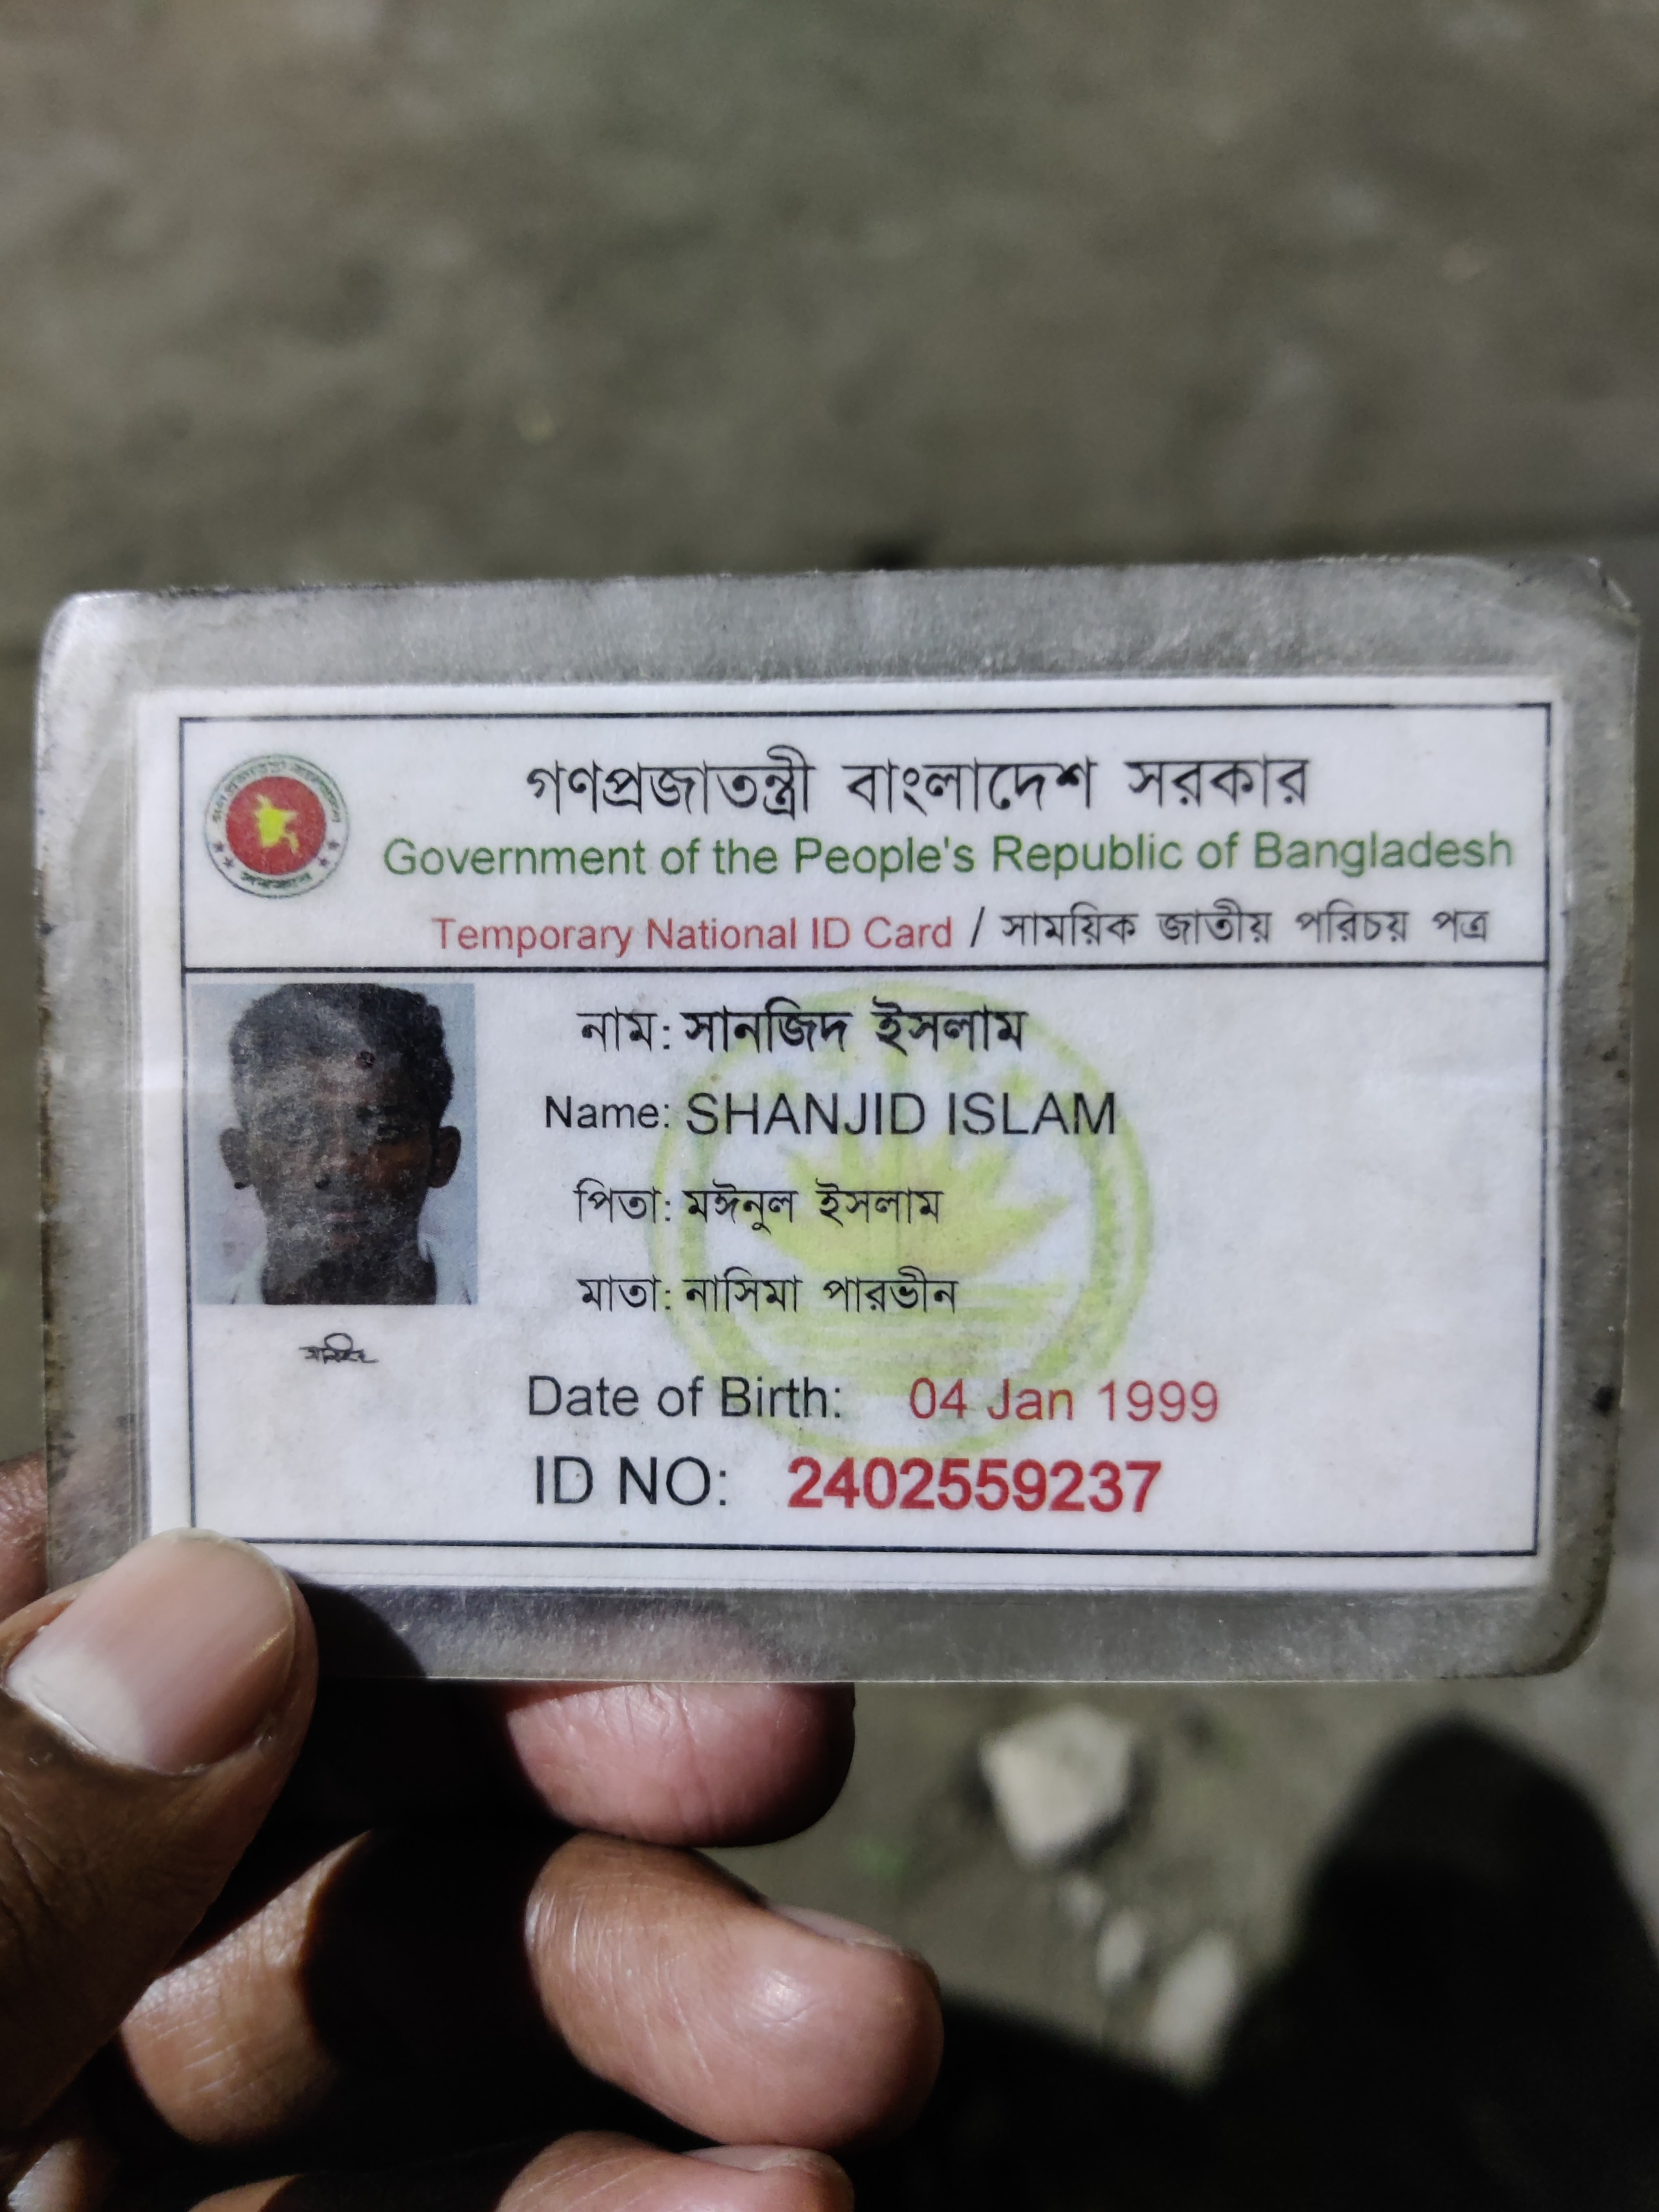 গণপ্রজাতন্ত্রী বাংলাদেশ সরকার
Government of the People's Republic of Bangladesh
Temporary National ID Card / সাময়িক জাতীয় পরিচয় পত্র
নাম: সানজিদ ইসলাম
Name: SHANJID ISLAM
পিতা: মঈনুল ইসলাম
মাতা: নাসিমা পারভীন
Date of Birth: 04 Jan 1999
ID NO: 2402559237